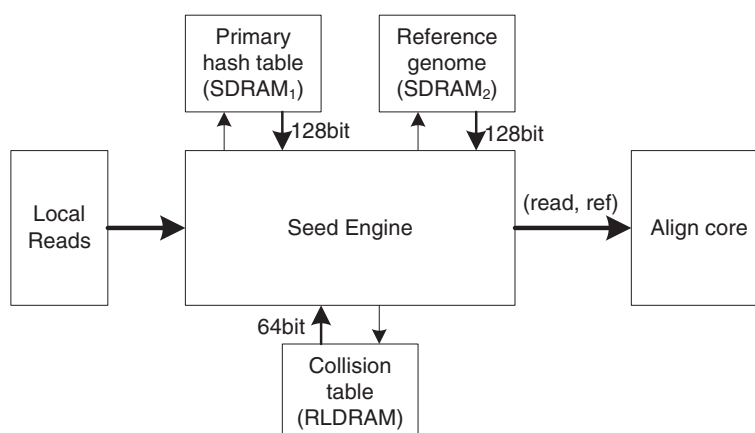 Primary
hash table
(SDRAM₁)
Reference
genome
(SDRAM₂)
128bit
128bit
Local
Reads
Seed Engine
(read, ref)
Align core
64bit
Collision
table
(RLDRAM)